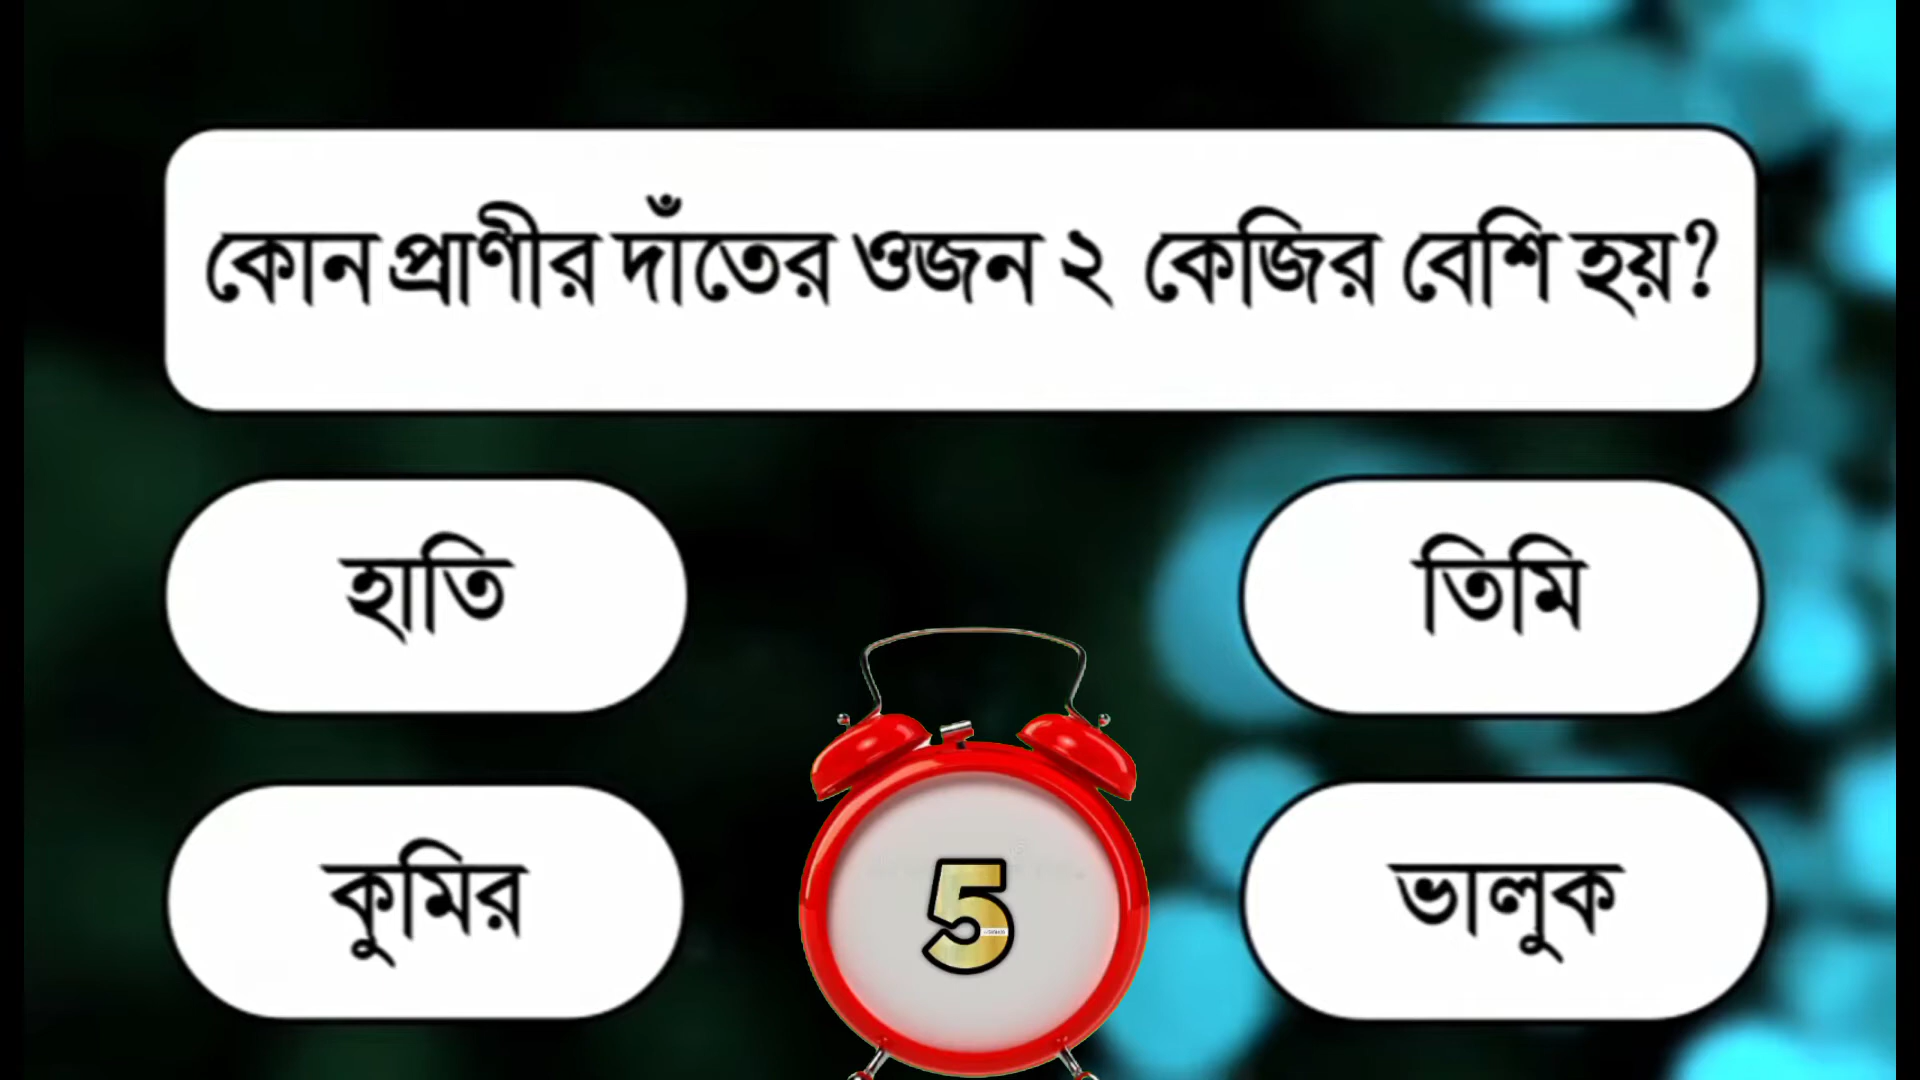 কোন প্রাণীর দাঁতের ওজন ২ কেজির বেশি হয়?
হাতি
তিমি
কুমির
ভালুক
5